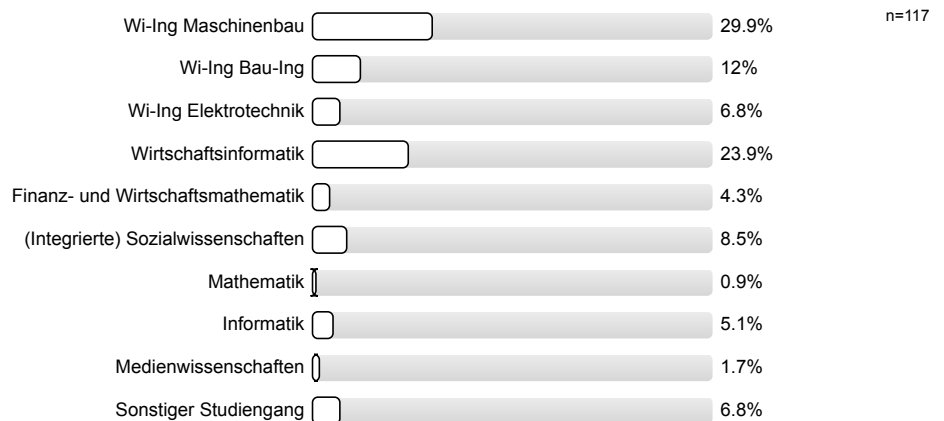 n=117
Wi-Ing Maschinenbau 29.9%
Wi-Ing Bau-Ing 12%
Wi-Ing Elektrotechnik 6.8%
Wirtschaftsinformatik 23.9%
Finanz- und Wirtschaftsmathematik 4.3%
(Integrierte) Sozialwissenschaften 8.5%
Mathematik 0.9%
Informatik 5.1%
Medienwissenschaften 1.7%
Sonstiger Studiengang 6.8%